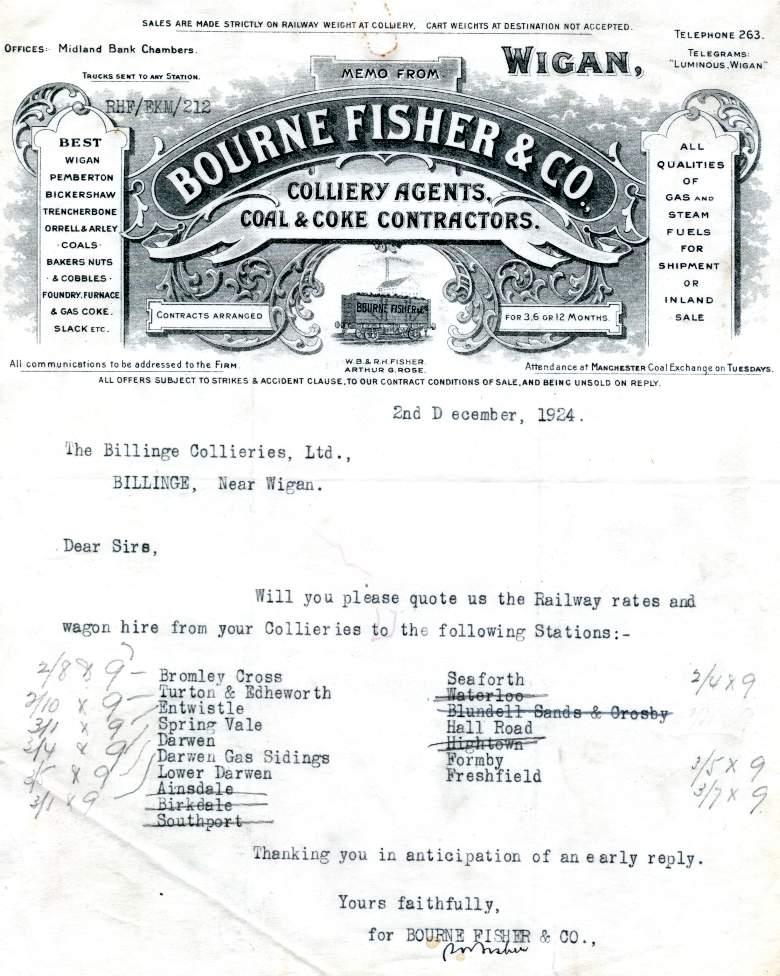 SALES ARE MADE STRICTLY ON RAILWAY WEIGHT AT COLLIERY, CART WEIGHTS AT DESTINATION NOT ACCEPTED.
OFFICES: Midland Bank Chambers.
WIGAN,
TELEPHONE 263.
TELEGRAMS:
"LUMINOUS, WIGAN"
TRUCKS SENT TO ANY STATION.
MEMO FROM
RHF/EKM/212
BOURNE FISHER & CO.,
COLLIERY AGENTS,
COAL & COKE CONTRACTORS.
BEST
WIGAN
PEMBERTON
BICKERSHAW
TRENCHERBONE
ORRELL & ARLEY
·COALS·
BAKERS NUTS
·& COBBLES·
FOUNDRY, FURNACE
& GAS COKE.
SLACK ETC.
ALL
QUALITIES
OF
GAS AND
STEAM
FUELS
FOR
SHIPMENT
OR
INLAND
SALE
BOURNE FISHER & Co
CONTRACTS ARRANGED
FOR 3,6 OR 12 MONTHS.
All communications to be addressed to the FIRM.
W.B. & R.H. FISHER.
ARTHUR G. ROSE.
Attendance at MANCHESTER Coal Exchange on TUESDAYS.
ALL OFFERS SUBJECT TO STRIKES & ACCIDENT CLAUSE, TO OUR CONTRACT CONDITIONS OF SALE, AND BEING UNSOLD ON REPLY.
2nd D ecember, 1924.
The Billinge Collieries, Ltd.,
BILLINGE, Near Wigan.
Dear Sirs,
Will you please quote us the Railway rates and
wagon hire from your Collieries to the following Stations:-
2/8 x 9 – Bromley Cross
2/10 x 9 – Turton & Edheworth
Entwistle
3/1 x 9 Spring Vale
3/4 x 9 Darwen
Darwen Gas Sidings
x 9 Lower Darwen
3/1 x 9 Ainsdale
Birkdale
Southport
Seaforth 2/4 x 9
Waterloo
Blundell Sands & Crosby
Hall Road
Hightown
Formby 3/5 x 9
Freshfield 3/7 x 9
Thanking you in anticipation of an early reply.
Yours faithfully,
for BOURNE FISHER & CO.,